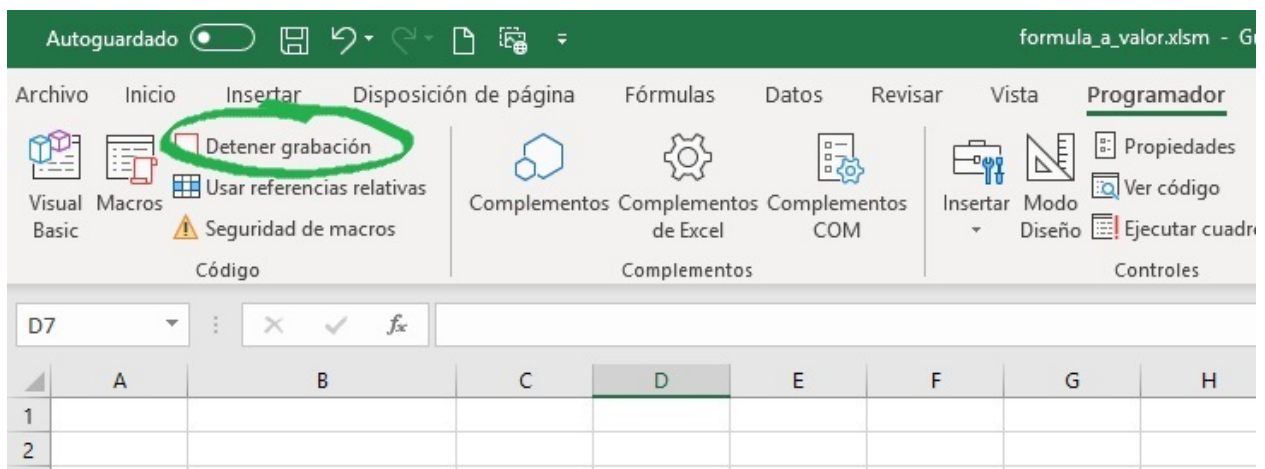 Autoguardado
formula_a_valor.xlsm - G
Archivo Inicio Insertar Disposición de página Fórmulas Datos Revisar Vista Programador
Visual Basic
Macros
Detener grabación
Usar referencias relativas
Seguridad de macros
Código
Complementos
Complementos de Excel
Complementos COM
Complementos
Insertar
Modo Diseño
Propiedades
Ver código
Ejecutar cuadr
Controles
D7 fx
A B C D E F G H
1
2